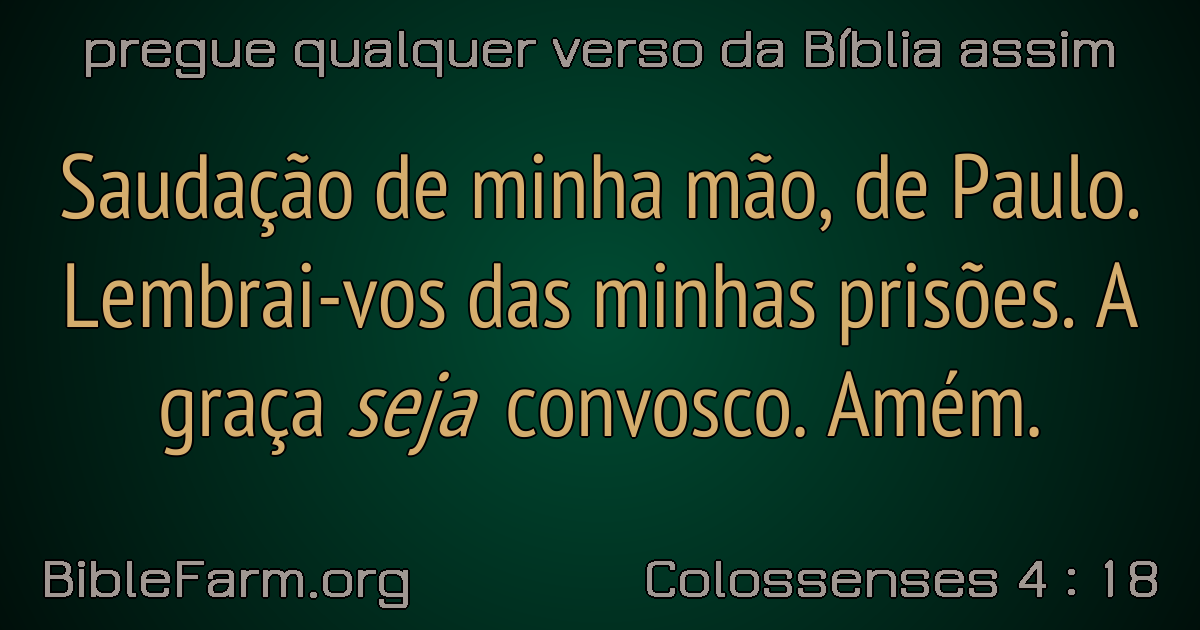 pregue qualquer verso da Bíblia assim
Saudação de minha mão, de Paulo.
Lembrai-vos das minhas prisões. A
graça seja convosco. Amém.
BibleFarm.org
Colossenses 4 : 18